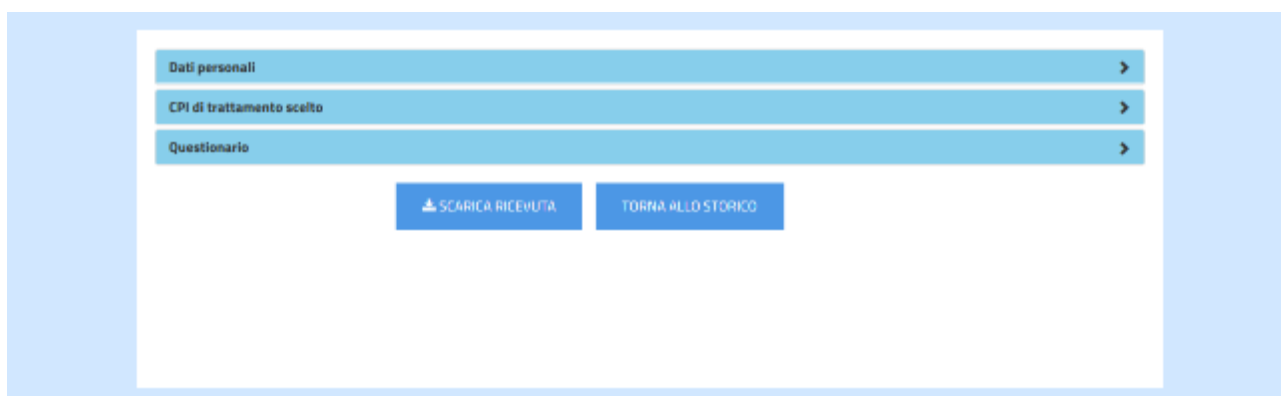 Dati personali
CPI di trattamento scelto
Questionario
SCARICA RICEVUTA
TORNA ALLO STORICO